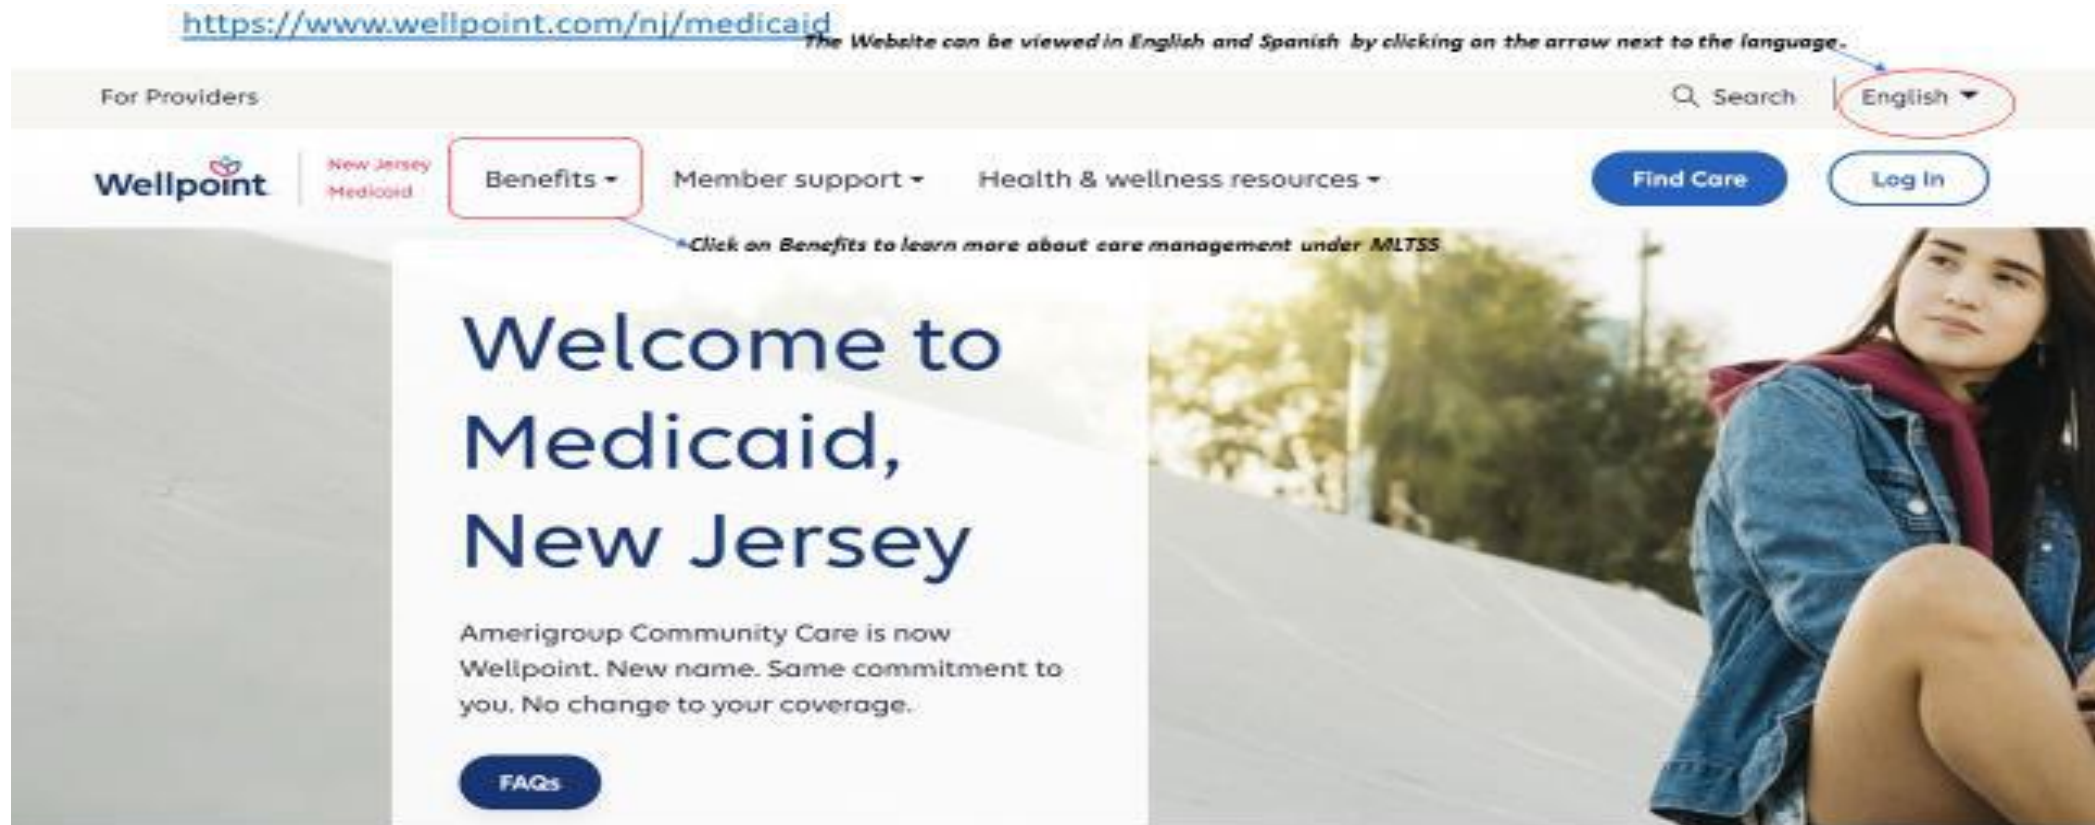 https://www.wellpoint.com/nj/medicaid
The Website can be viewed in English and Spanish by clicking on the arrow next to the language.
For Providers
Search
English
Wellpoint
New Jersey
Medicaid
Benefits
Member support
Health & wellness resources
Find Care
Log In
Click on Benefits to learn more about care management under MLTSS
Welcome to
Medicaid,
New Jersey
Amerigroup Community Care is now
Wellpoint. New name. Same commitment to
you. No change to your coverage.
FAQs